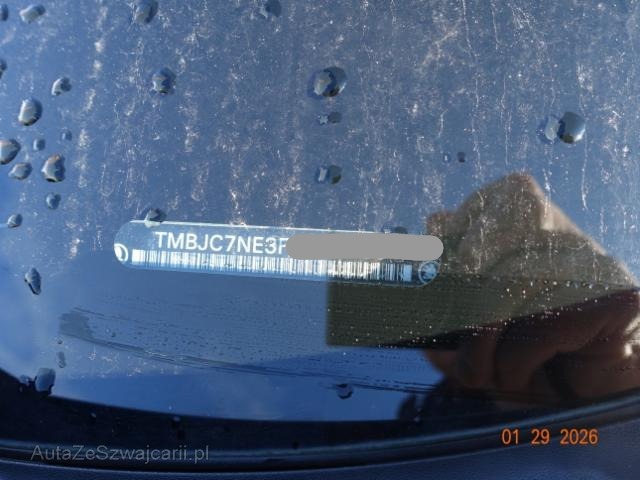 TMBJC7NE3F
01 29 2026
AutaZeSzwajcarii.pl